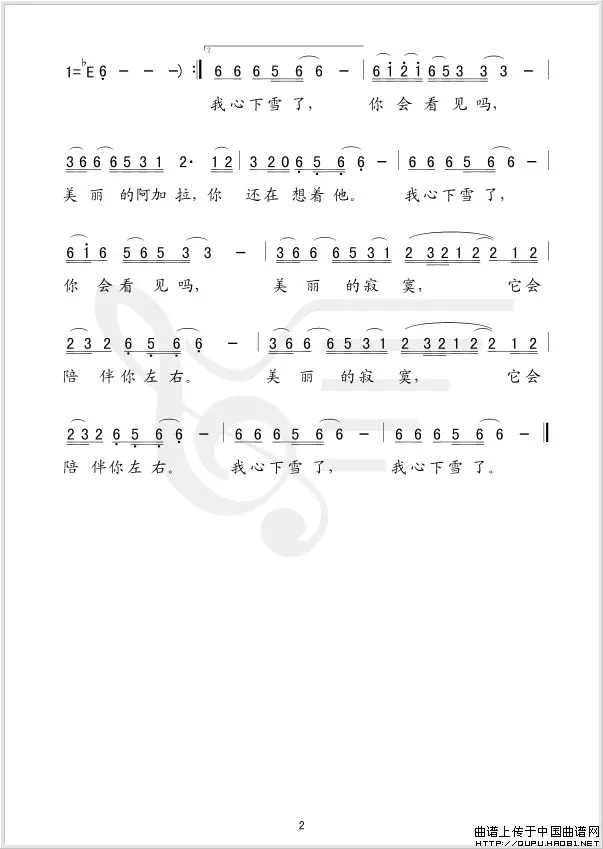 1=♭E 6 - - -) :‖ 2. 6 6 6 5 6 6 - | 6 1 2 1 6 5 3 3 3 - |
我心下雪了, 你会看见吗,
3 6 6 6 5 3 1 2· 1 2 | 3 2 0 6 5 6 6 - | 6 6 6 5 6 6 - |
美丽的阿加拉,你还在想着他。 我心下雪了,
6 1 6 5 6 5 3 3 - | 3 6 6 6 5 3 1 | 2 3 2 1 2 2 1 2 |
你会看见吗, 美丽的寂寞, 它会
2 3 2 6 5 6 6 - | 3 6 6 6 5 3 1 | 2 3 2 1 2 2 1 2 |
陪伴你左右。 美丽的寂寞, 它会
2 3 2 6 5 6 6 - | 6 6 6 5 6 6 - | 6 6 6 5 6 6 - ‖
陪伴你左右。 我心下雪了, 我心下雪了。
2
曲谱上传于中国曲谱网
HTTP://QUPU.HAO81.NET